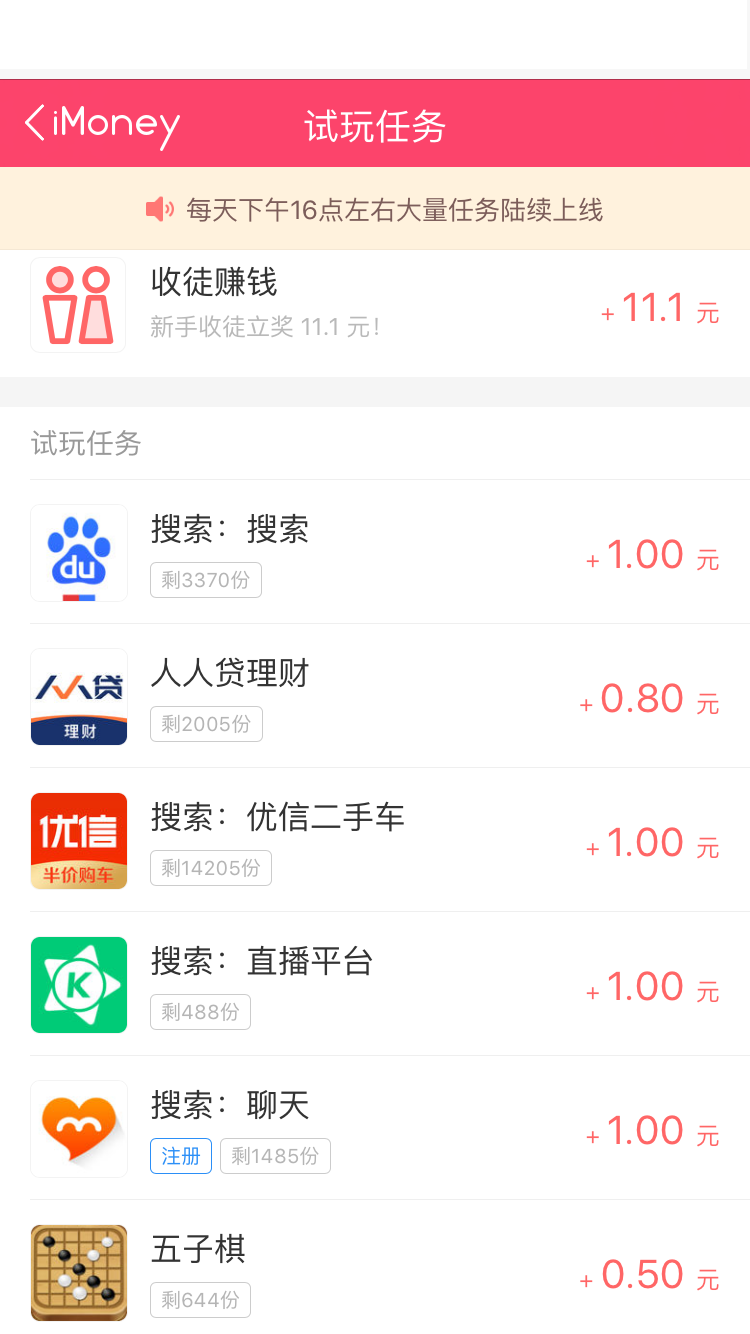 iMoney
试玩任务
每天下午16点左右大量任务陆续上线
收徒赚钱
新手收徒立奖 11.1 元!
+11.1 元
试玩任务
du
搜索：搜索
剩3370份
+1.00 元
人人贷
理财
人人贷理财
剩2005份
+0.80 元
优信
半价购车
搜索：优信二手车
剩14205份
+1.00 元
K
搜索：直播平台
剩488份
+1.00 元
搜索：聊天
注册
剩1485份
+1.00 元
五子棋
剩644份
+0.50 元